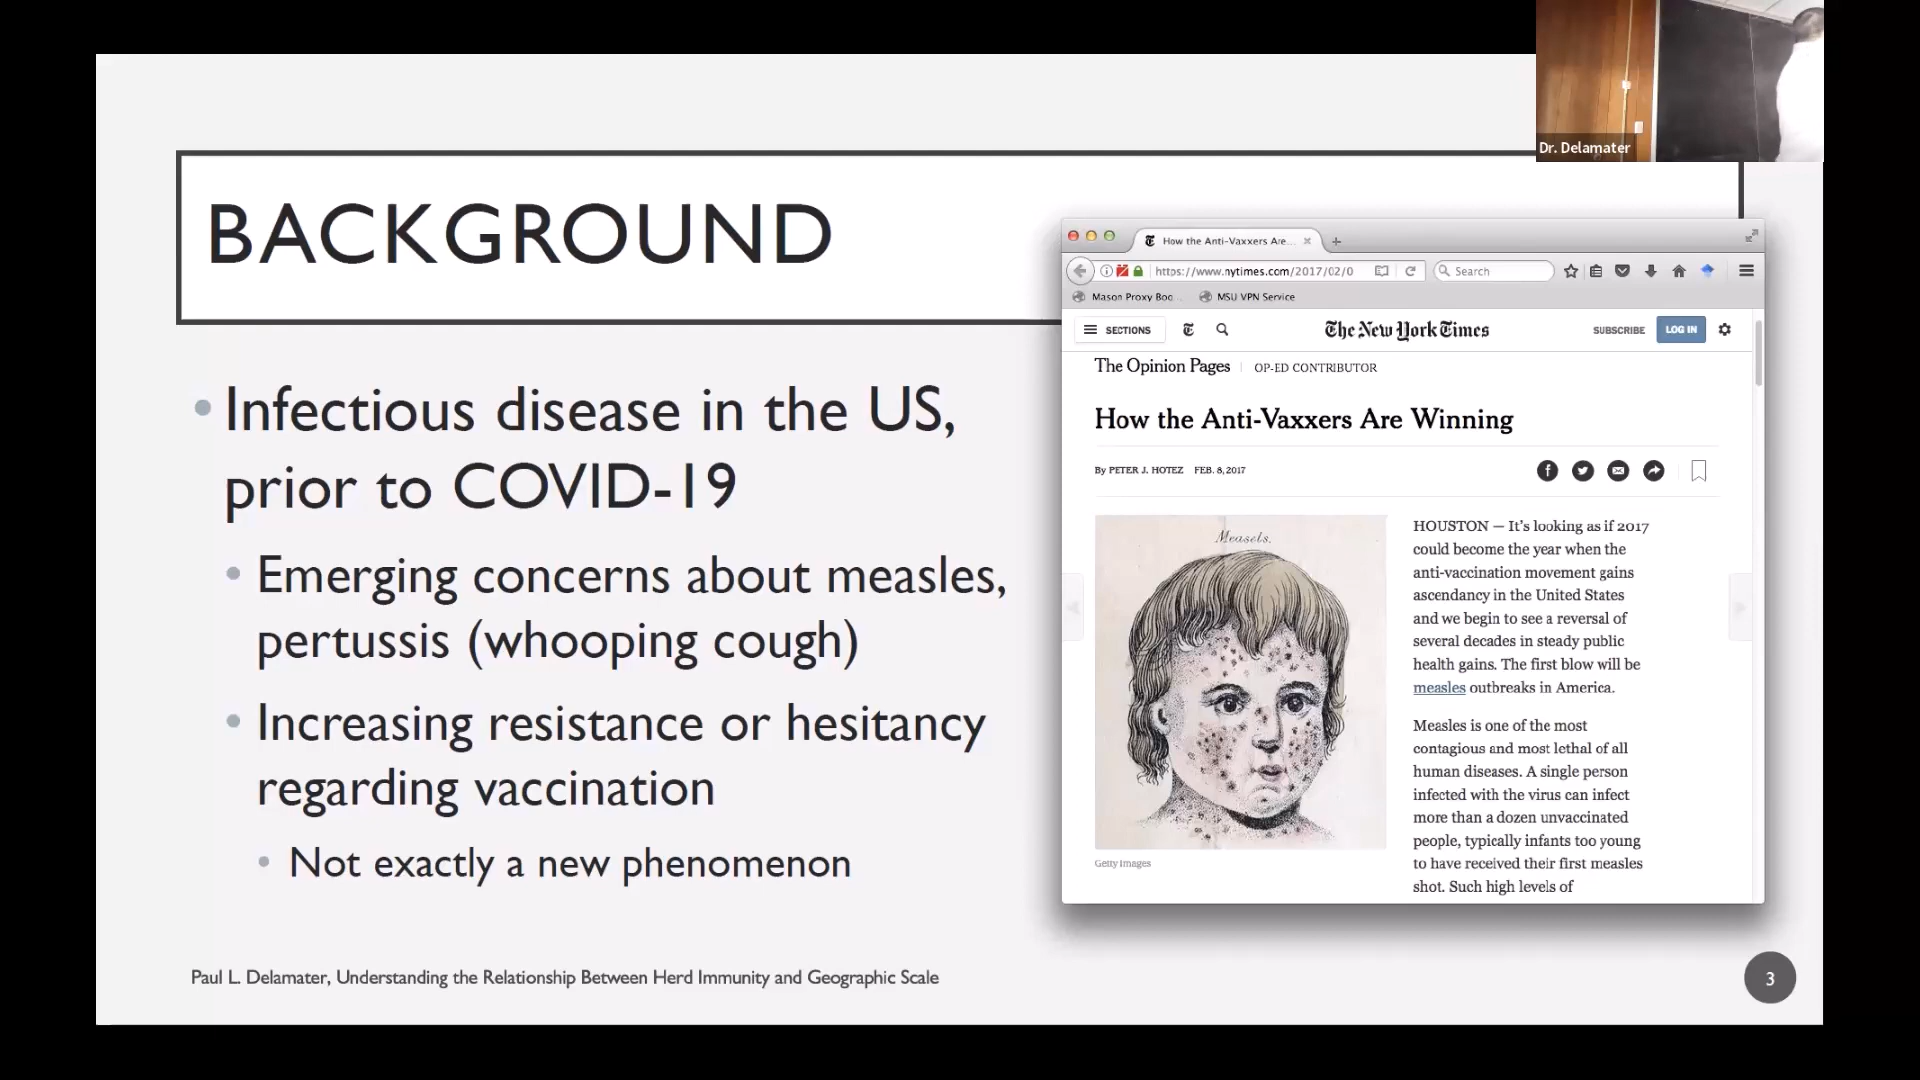 Dr. Delamater
BACKGROUND
Infectious disease in the US,
prior to COVID-19
Emerging concerns about measles,
pertussis (whooping cough)
Increasing resistance or hesitancy
regarding vaccination
Not exactly a new phenomenon
How the Anti-Vaxxers Are...
https://www.nytimes.com/2017/02/0
Search
Mason Proxy Boo...
MSU VPN Service
SECTIONS
The New York Times
SUBSCRIBE
LOG IN
The Opinion Pages
OP-ED CONTRIBUTOR
How the Anti-Vaxxers Are Winning
By PETER J. HOTEZ FEB. 8, 2017
Measels.
Getty Images
HOUSTON — It's looking as if 2017
could become the year when the
anti-vaccination movement gains
ascendancy in the United States
and we begin to see a reversal of
several decades in steady public
health gains. The first blow will be
measles outbreaks in America.
Measles is one of the most
contagious and most lethal of all
human diseases. A single person
infected with the virus can infect
more than a dozen unvaccinated
people, typically infants too young
to have received their first measles
shot. Such high levels of
Paul L. Delamater, Understanding the Relationship Between Herd Immunity and Geographic Scale
3